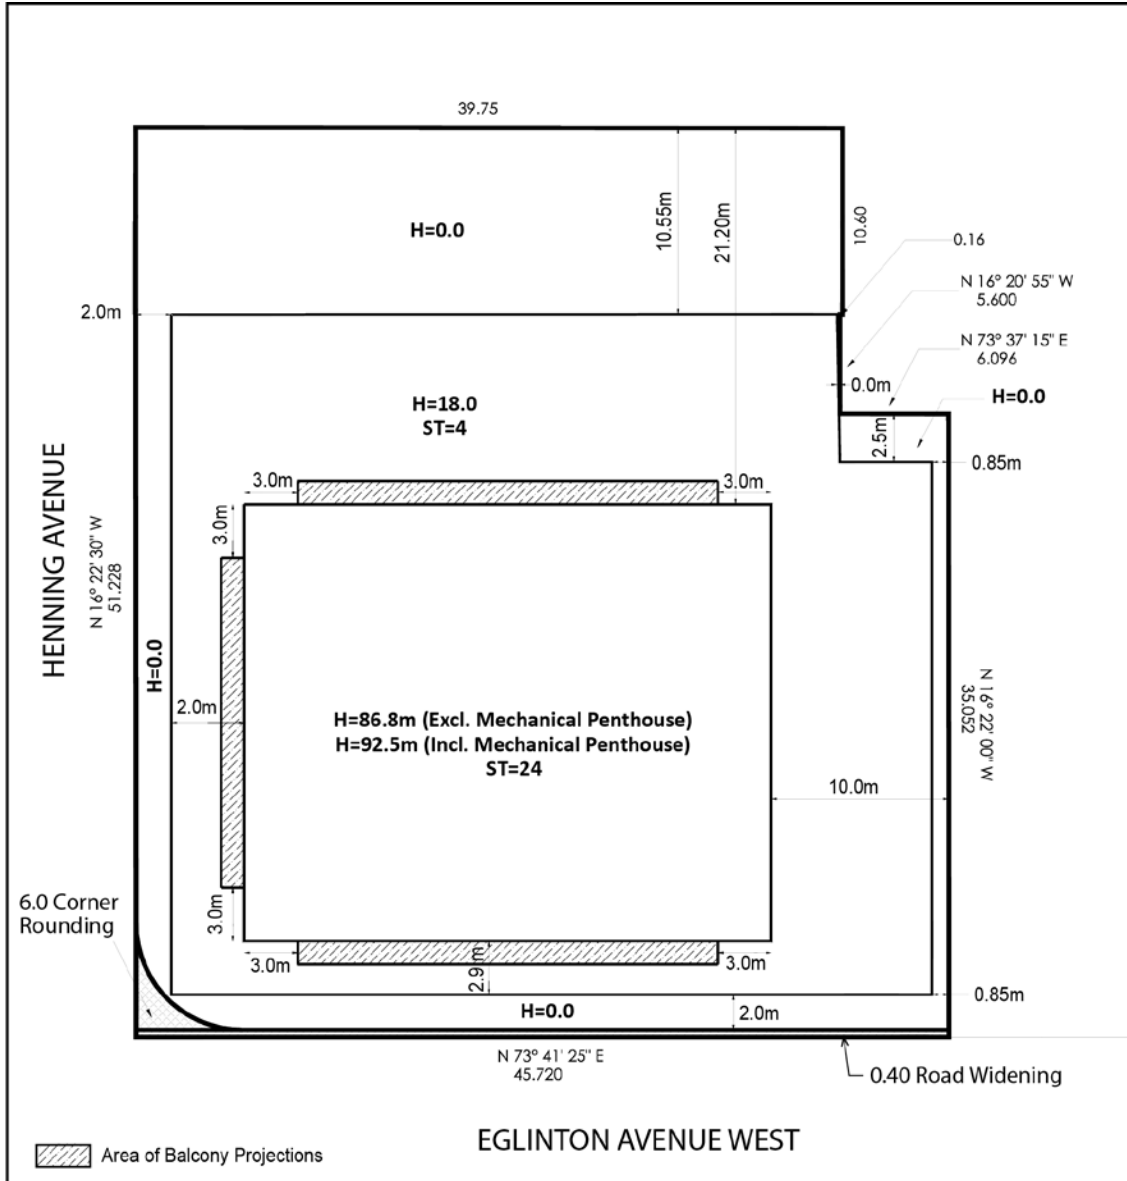 39.75
H=0.0
10.55m
21.20m
10.60
0.16
N 16º 20' 55" W
5.600
2.0m
N 73º 37' 15" E
6.096
0.0m
H=0.0
H=18.0
ST=4
2.5m
0.85m
3.0m
3.0m
3.0m
HENNING AVENUE
N 16º 22' 30" W
51.228
H=0.0
2.0m
H=86.8m (Excl. Mechanical Penthouse)
H=92.5m (Incl. Mechanical Penthouse)
ST=24
N 16º 22' 00" W
35.052
10.0m
6.0 Corner
Rounding
3.0m
3.0m
2.9m
3.0m
0.85m
H=0.0
2.0m
N 73º 41' 25" E
45.720
0.40 Road Widening
EGLINTON AVENUE WEST
Area of Balcony Projections